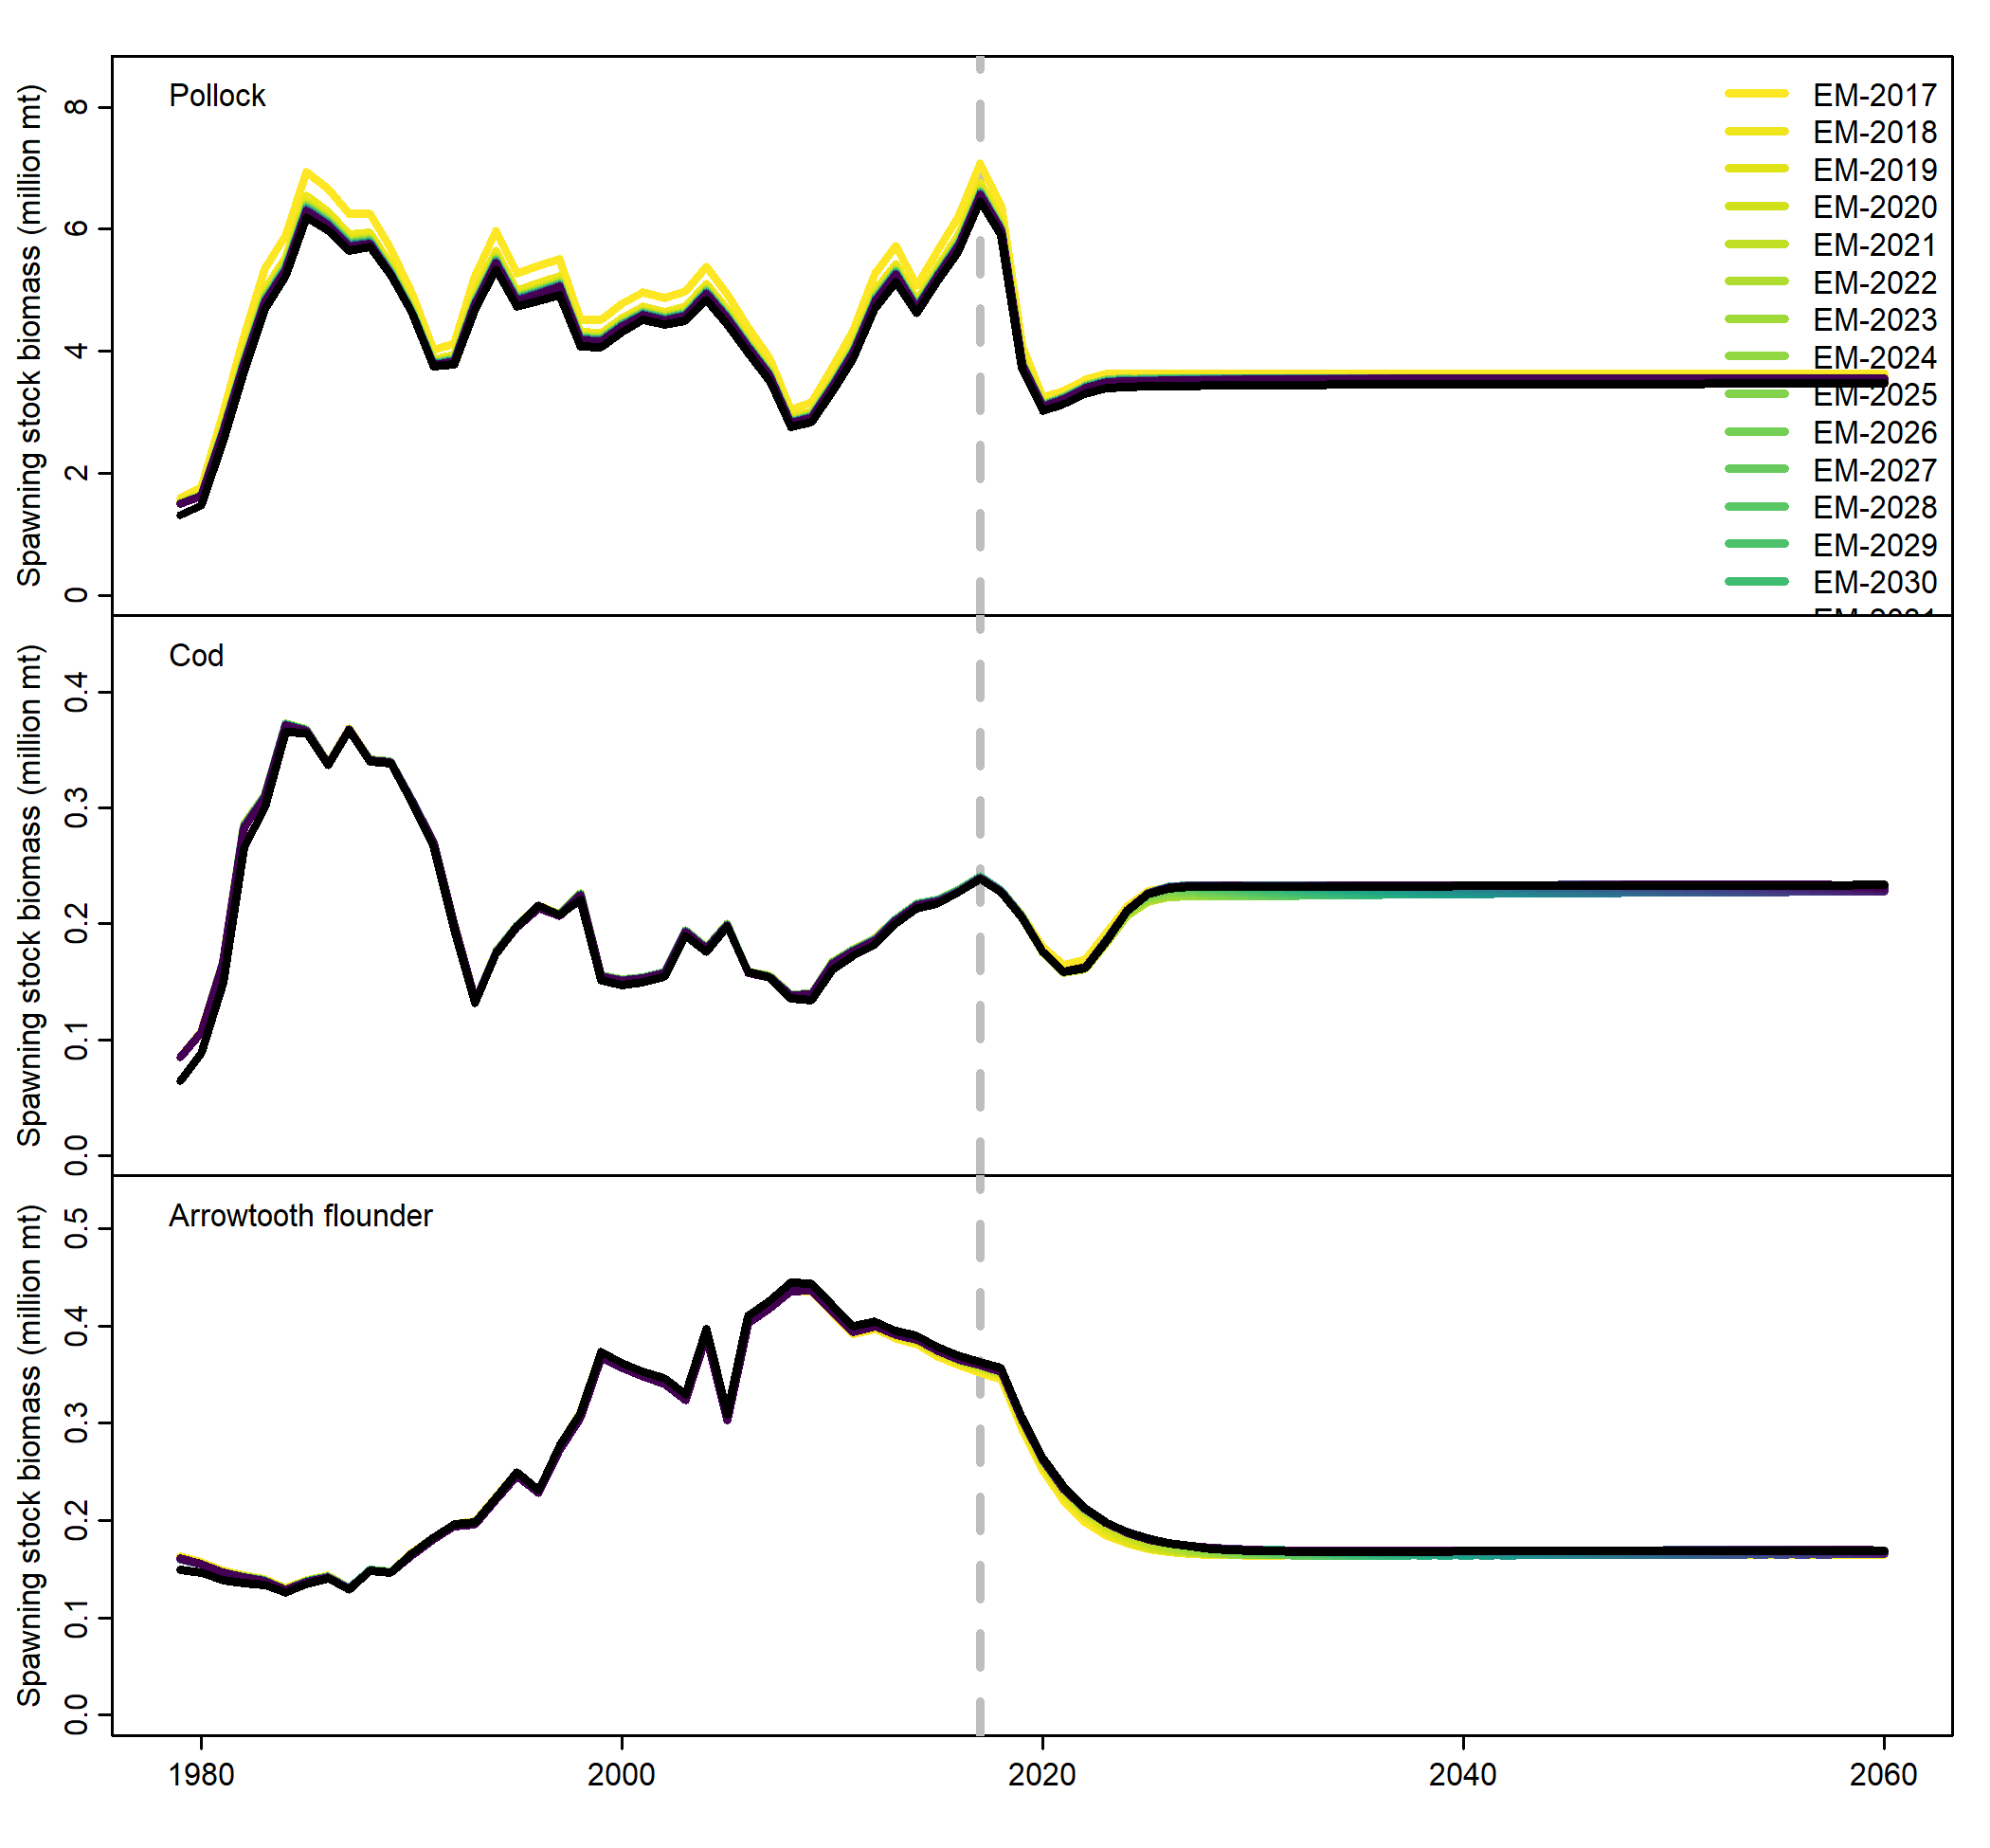 Pollock
Spawning stock biomass (million mt)
8
6
4
2
0
EM-2017
EM-2018
EM-2019
EM-2020
EM-2021
EM-2022
EM-2023
EM-2024
EM-2025
EM-2026
EM-2027
EM-2028
EM-2029
EM-2030
Cod
Spawning stock biomass (million mt)
0.4
0.3
0.2
0.1
0.0
Arrowtooth flounder
Spawning stock biomass (million mt)
0.5
0.4
0.3
0.2
0.1
0.0
1980 2000 2020 2040 2060